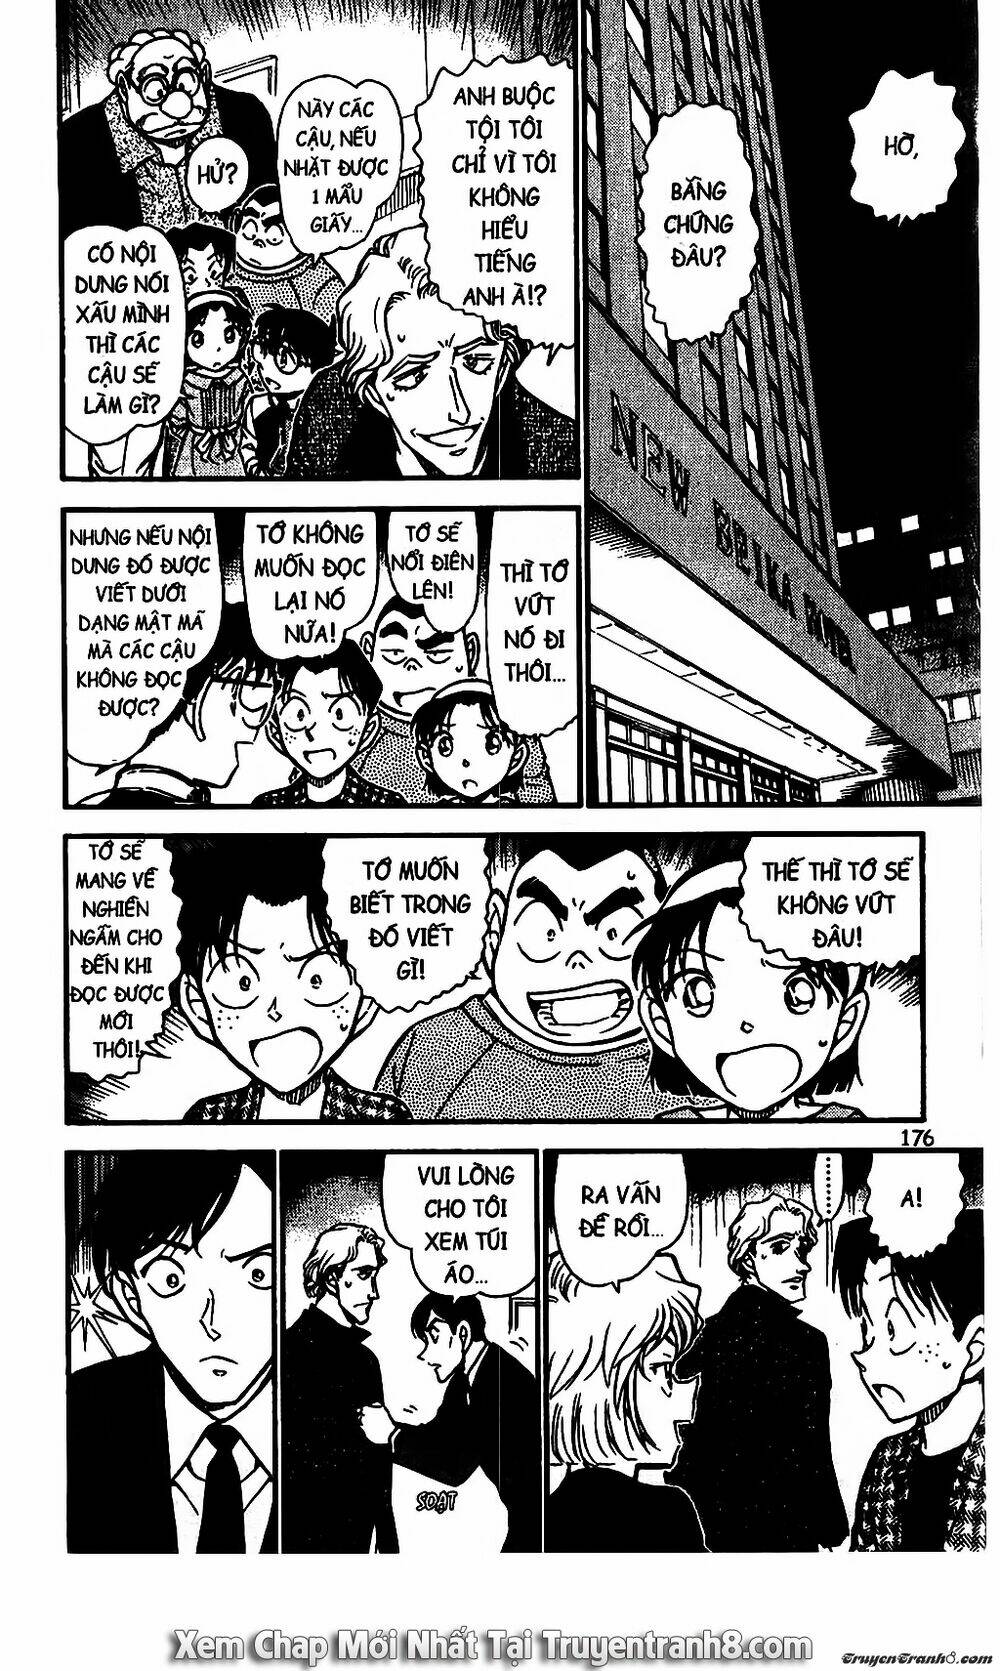 HỜ,
BẰNG
CHỨNG
ĐÂU?
NEW BEIKA HOTEL
ANH BUỘC
TỘI TÔI
CHỈ VÌ TÔI
KHÔNG
HIỂU
TIẾNG
ANH À!?
NÀY CÁC
CẬU, NẾU
NHẶT ĐƯỢC
1 MẨU
GIẤY...
HỬ?
CÓ NỘI
DUNG NÓI
XẤU MÌNH
THÌ CÁC
CẬU SẼ
LÀM GÌ?
THÌ TỚ
VỨT
NÓ ĐI
THÔI...
TỚ SẼ
NỔI ĐIÊN
LÊN!
TỚ KHÔNG
MUỐN ĐỌC
LẠI NÓ
NỮA!
NHƯNG NẾU NỘI
DUNG ĐÓ ĐƯỢC
VIẾT DƯỚI
DẠNG MẬT MÃ
MÀ CÁC CẬU
KHÔNG ĐỌC
ĐƯỢC?
THẾ THÌ TỚ SẼ
KHÔNG VỨT
ĐÂU!
TỚ MUỐN
BIẾT TRONG
ĐÓ VIẾT
GÌ!
TỚ SẼ
MANG VỀ
NGHIỀN
NGẪM CHO
ĐẾN KHI
ĐỌC ĐƯỢC
MỚI
THÔI!
176
A!
........
RA VẤN
ĐỀ RỒI...
VUI LÒNG
CHO TÔI
XEM TÚI
ÁO...
SOẠT
Xem Chap Mới Nhất Tại Truyentranh8.com
TruyenTranh8.com